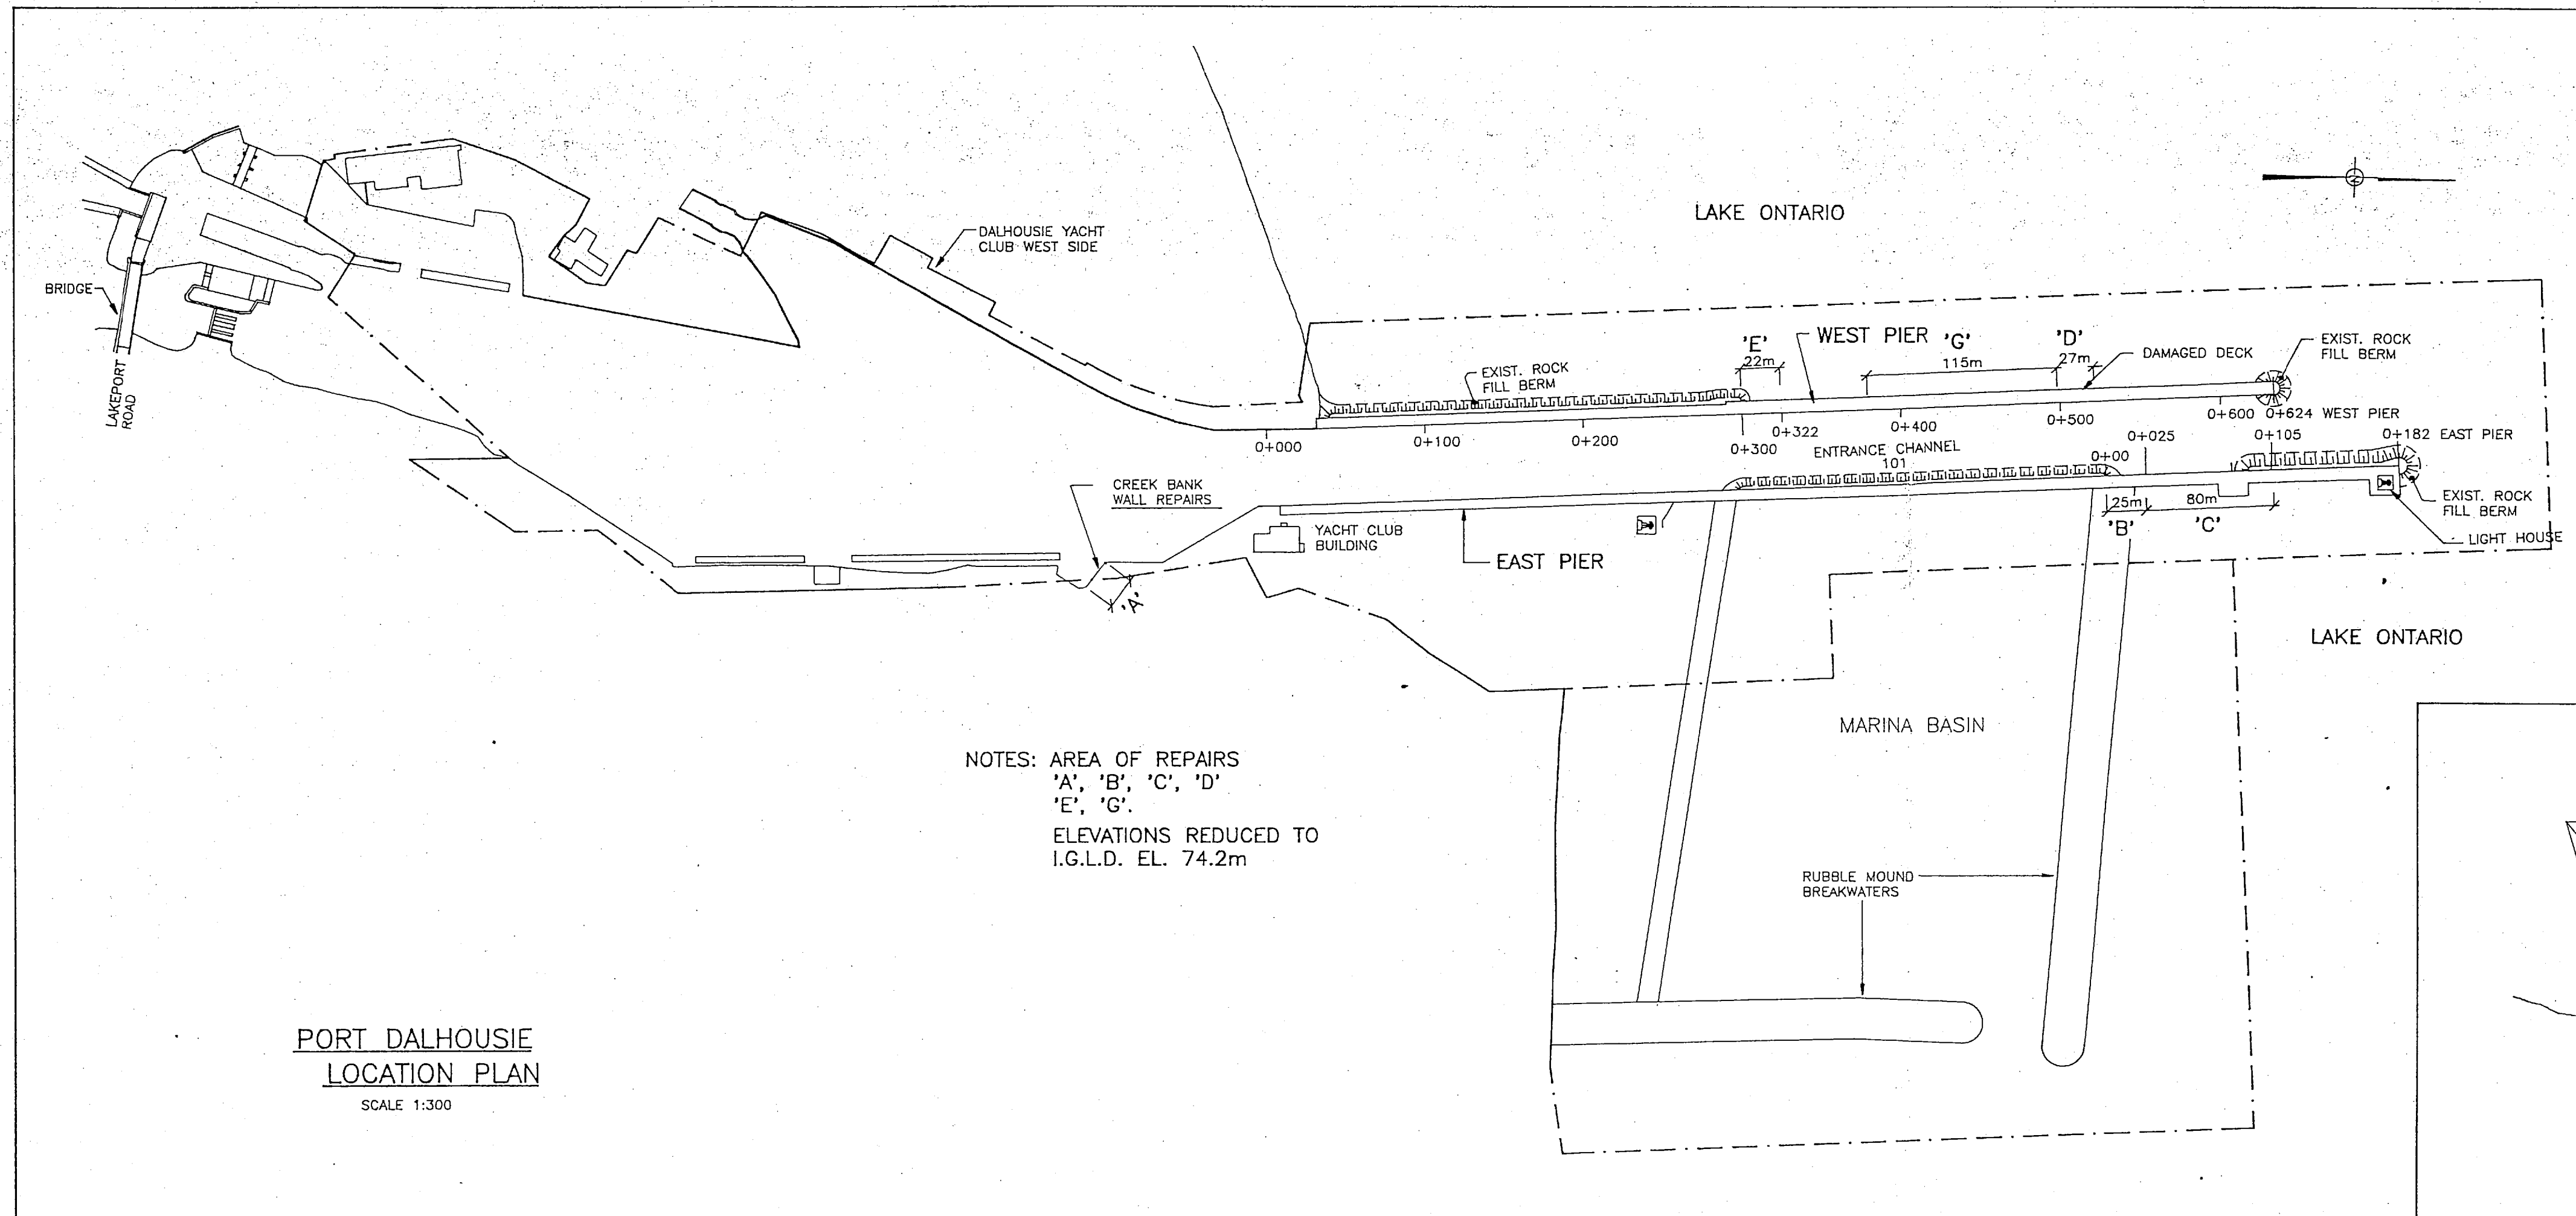 LAKE ONTARIO
DALHOUSIE YACHT
CLUB WEST SIDE
BRIDGE
LAKEPORT
ROAD
EXIST. ROCK
FILL BERM
'E'
22m
WEST PIER
'G'
115m
'D'
27m
DAMAGED DECK
EXIST. ROCK
FILL BERM
0+000
0+100
0+200
0+300
0+322
0+400
0+500
0+600
0+624 WEST PIER
ENTRANCE CHANNEL
101
0+00
0+025
0+105
0+182 EAST PIER
CREEK BANK
WALL REPAIRS
'A'
YACHT CLUB
BUILDING
EAST PIER
25m
80m
'B'
'C'
EXIST. ROCK
FILL BERM
LIGHT HOUSE
LAKE ONTARIO
MARINA BASIN
NOTES: AREA OF REPAIRS
'A', 'B', 'C', 'D'
'E', 'G'.
ELEVATIONS REDUCED TO
I.G.L.D. EL. 74.2m
RUBBLE MOUND
BREAKWATERS
PORT DALHOUSIE
LOCATION PLAN
SCALE 1:300